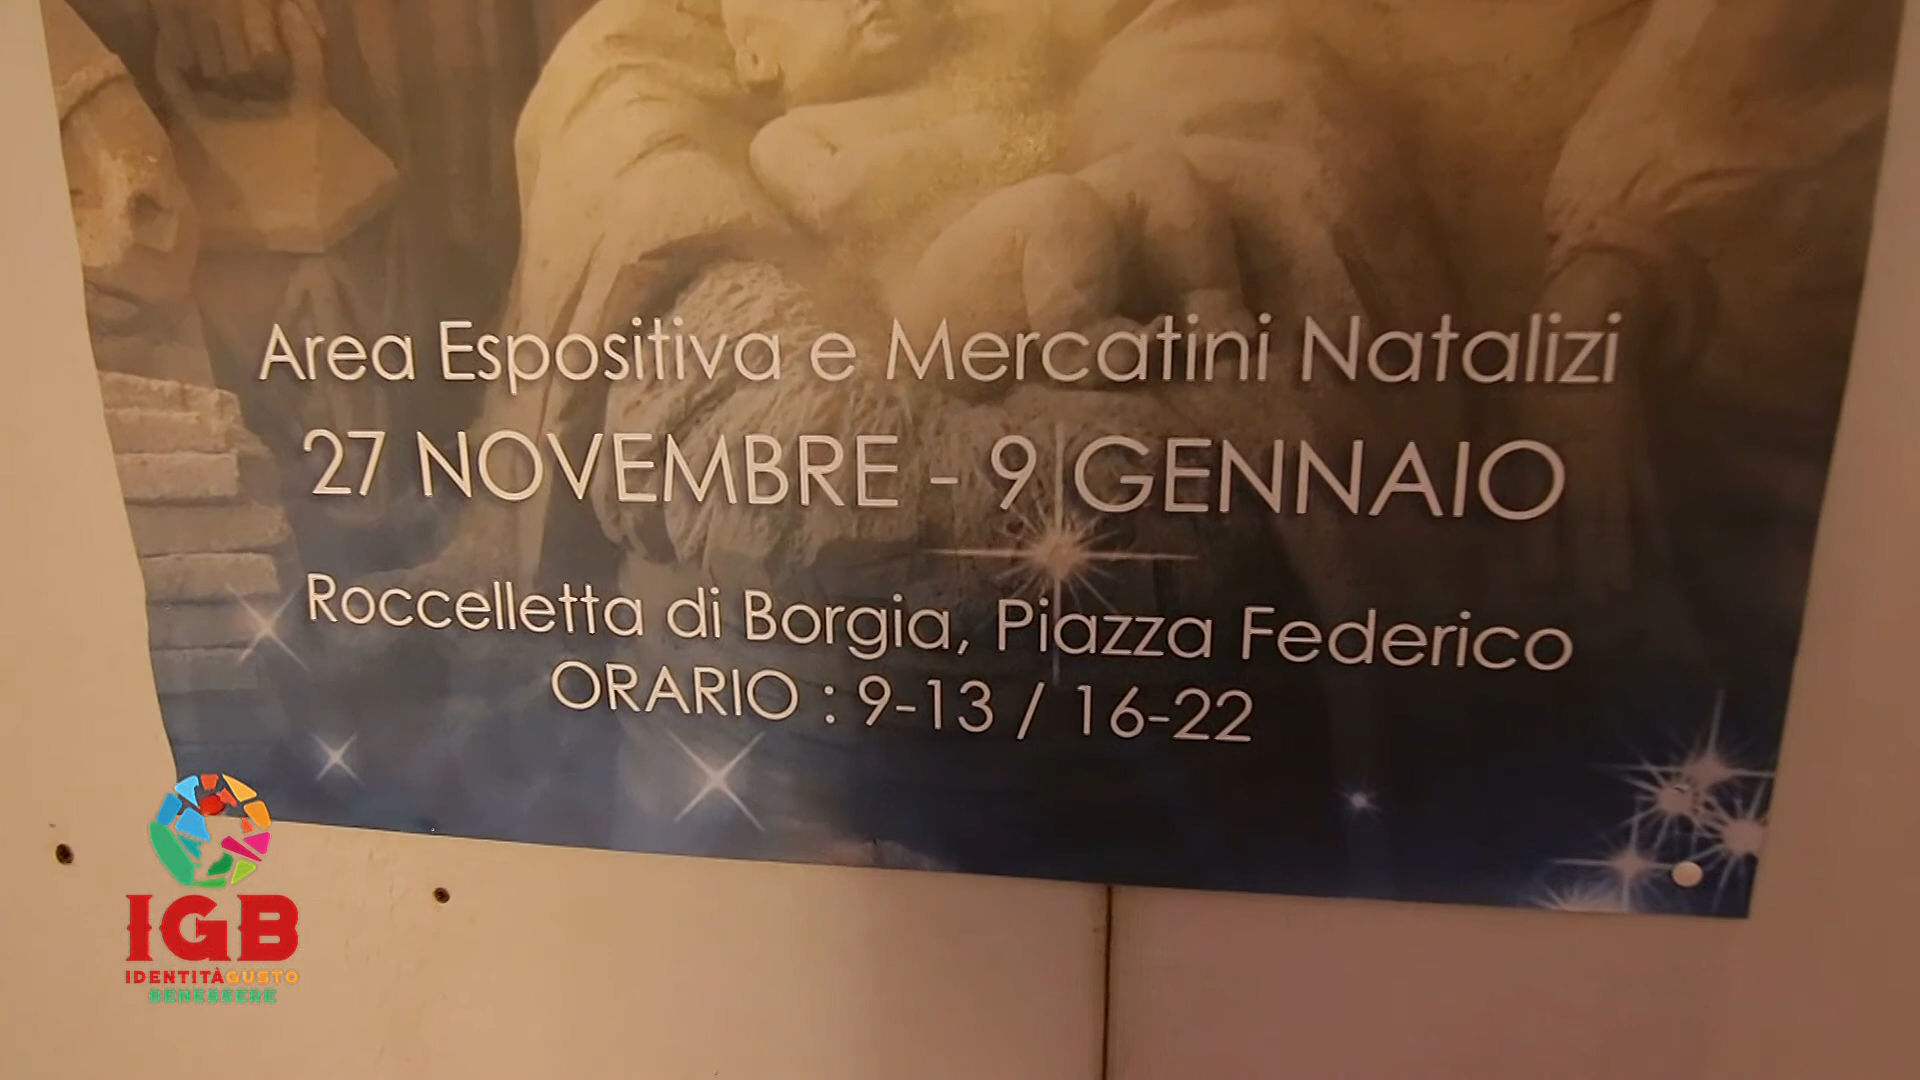 Area Espositiva e Mercatini Natalizi
27 NOVEMBRE - 9 GENNAIO
Roccelletta di Borgia, Piazza Federico
ORARIO : 9-13 / 16-22
IGB
IDENTITÀGUSTO
BENESSERE